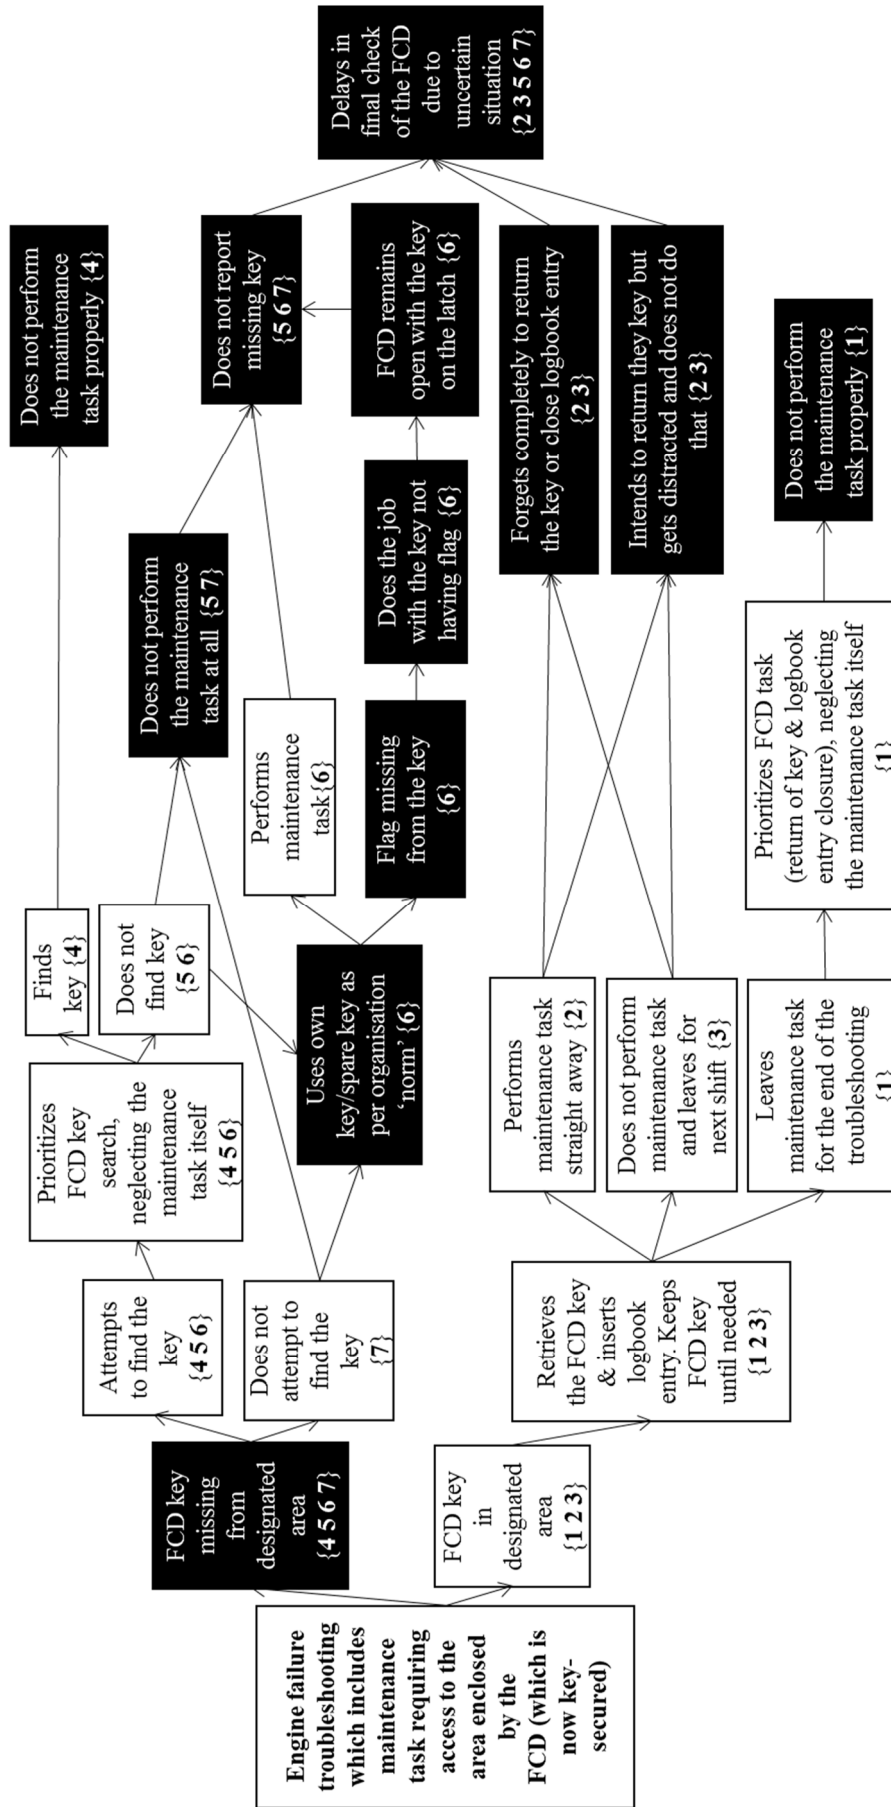 Engine failure
troubleshooting
which includes
maintenance
task requiring
access to the
area enclosed
by the
FCD (which is
now key-
secured)
FCD key
missing
from
designated
area
{4 5 6 7}
FCD key
in
designated
area
{1 2 3}
Attempts
to find the
key
{4 5 6}
Does not
attempt to
find the
key
{7}
Retrieves
the FCD key
& inserts
logbook
entry. Keeps
FCD key
until needed
{1 2 3}
Prioritizes
FCD key
search,
neglecting the
maintenance
task itself
{4 5 6}
Finds
key {4}
Does not
find key
{5 6}
Uses own
key/spare key as
per organisation
‘norm’ {6}
Performs
maintenance task
straight away {2}
Does not perform
maintenance task
and leaves for
next shift {3}
Leaves
maintenance task
for the end of the
troubleshooting
{1}
Does not perform
the maintenance
task at all {5 7}
Performs
maintenance
task{6}
Flag missing
from the key
{6}
Does the job
with the key not
having flag {6}
FCD remains
open with the key
on the latch {6}
Does not perform
the maintenance
task properly {4}
Does not report
missing key
{5 6 7}
Forgets completely to return
the key or close logbook entry
{2 3}
Intends to return they key but
gets distracted and does not do
that {2 3}
Prioritizes FCD task
(return of key & logbook
entry closure), neglecting
the maintenance task itself
{1}
Does not perform
the maintenance
task properly {1}
Delays in
final check
of the FCD
due to
uncertain
situation
{2 3 5 6 7}